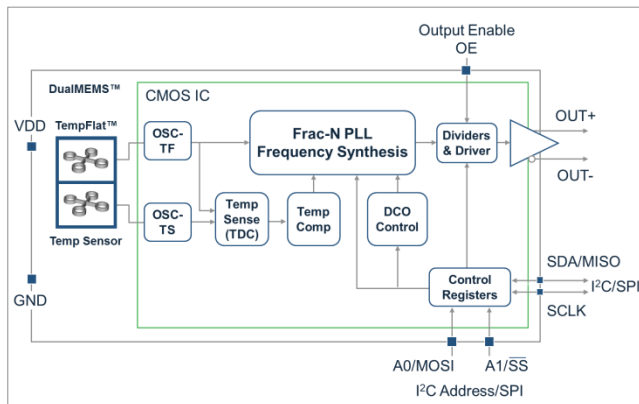 Output Enable
OE
DualMEMS™
CMOS IC
VDD
TempFlat™
OSC-
TF
Frac-N PLL
Frequency Synthesis
Dividers
& Driver
OUT+
OUT-
OSC-
TS
Temp
Sense
(TDC)
Temp
Comp
DCO
Control
Temp Sensor
GND
Control
Registers
SDA/MISO
I²C/SPI
SCLK
A0/MOSI
A1/S̅S̅
I²C Address/SPI